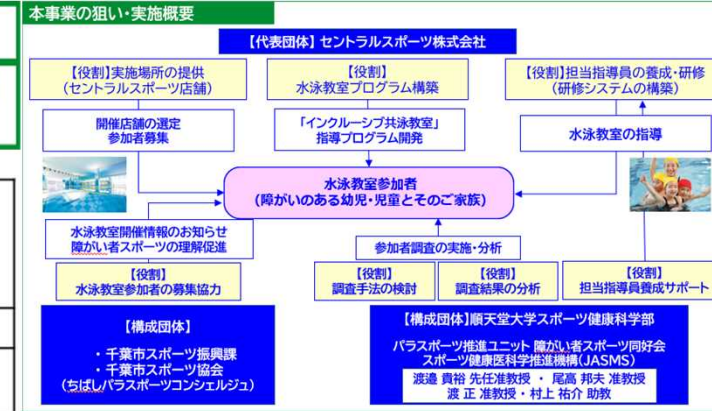 本事業の狙い・実施概要
【代表団体】セントラルスポーツ株式会社
【役割】実施場所の提供
(セントラルスポーツ店舗)
【役割】
水泳教室プログラム構築
【役割】担当指導員の養成・研修
(研修システムの構築)
開催店舗の選定
参加者募集
「インクルーシブ共泳教室」
指導プログラム開発
水泳教室の指導
水泳教室参加者
(障がいのある幼児・児童とそのご家族)
水泳教室開催情報のお知らせ
障がい者スポーツの理解促進
参加者調査の実施・分析
【役割】
水泳教室参加者の募集協力
【役割】
調査手法の検討
【役割】
調査結果の分析
【役割】
担当指導員養成サポート
【構成団体】
・千葉市スポーツ振興課
・千葉市スポーツ協会
(ちばしパラスポーツコンシェルジュ)
【構成団体】順天堂大学スポーツ健康科学部
パラスポーツ推進ユニット 障がい者スポーツ同好会
スポーツ健康医科学推進機構(JASMS)
渡邉 貴裕 先任准教授 ・ 尾高 邦夫 准教授
渡 正 准教授・村上 祐介 助教